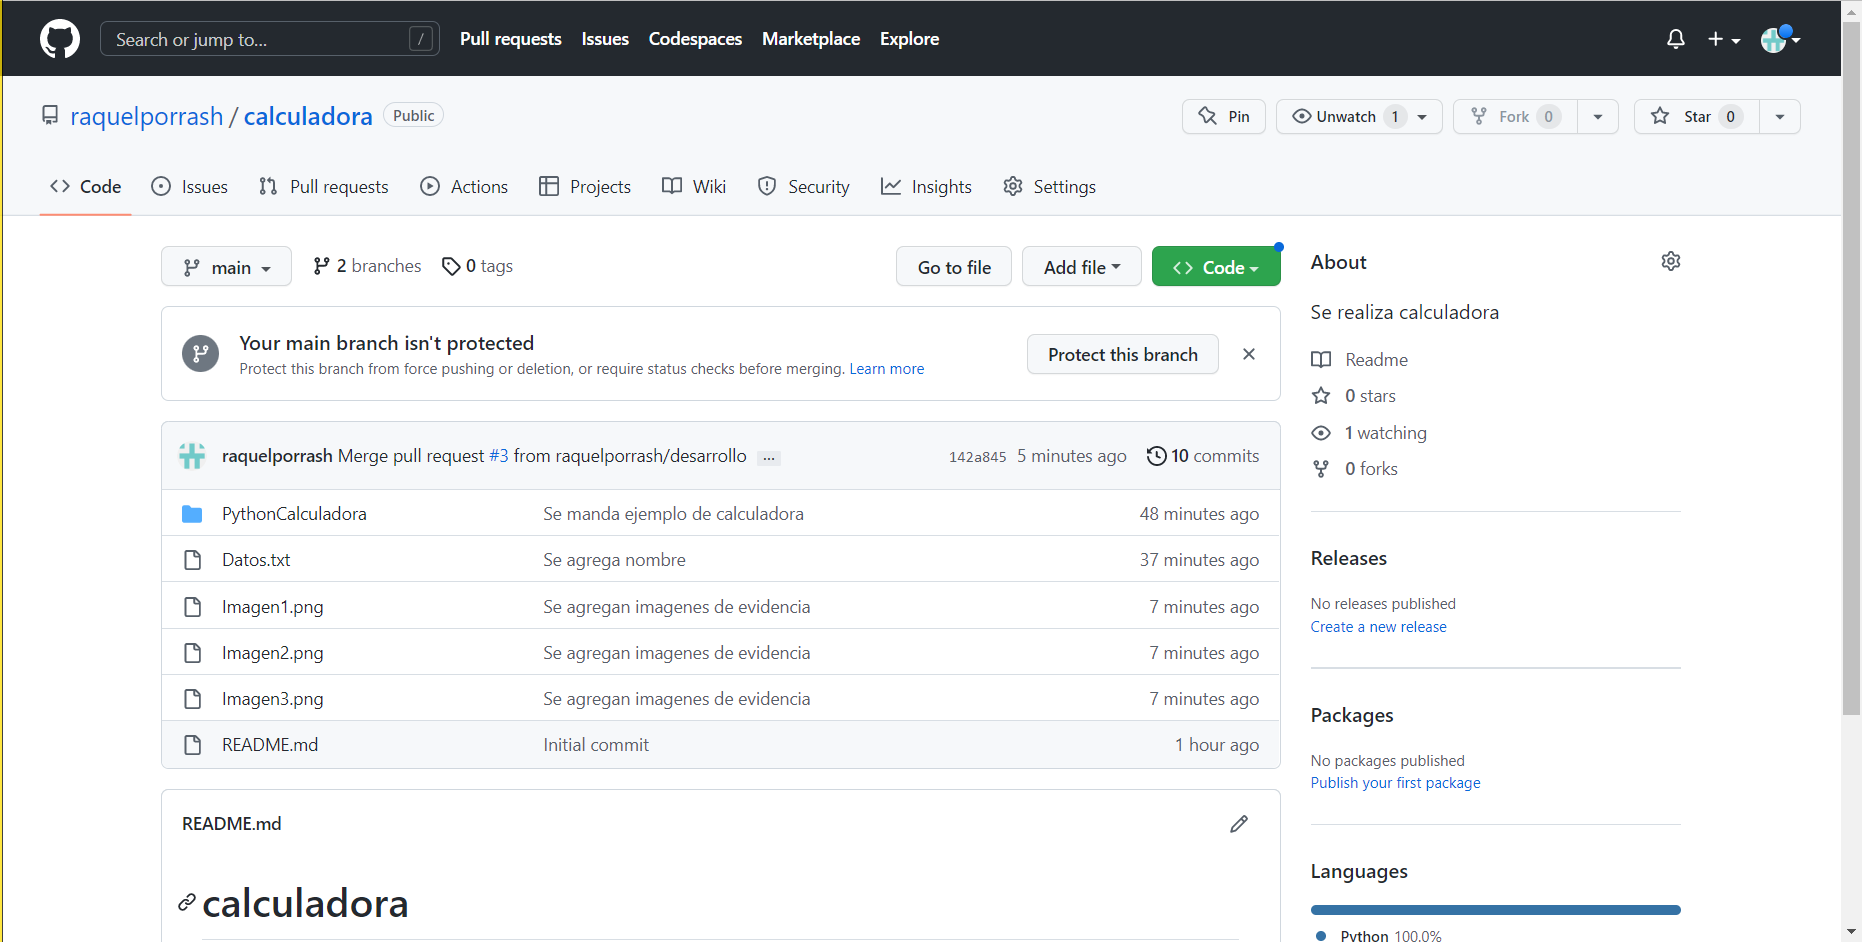 Search or jump to... / Pull requests Issues Codespaces Marketplace Explore
raquelporrash / calculadora Public Pin Unwatch 1 Fork 0 Star 0
Code Issues Pull requests Actions Projects Wiki Security Insights Settings
main 2 branches 0 tags Go to file Add file Code
Your main branch isn't protected
Protect this branch from force pushing or deletion, or require status checks before merging. Learn more
Protect this branch
raquelporrash Merge pull request #3 from raquelporrash/desarrollo ... 142a845 5 minutes ago 10 commits
PythonCalculadora Se manda ejemplo de calculadora 48 minutes ago
Datos.txt Se agrega nombre 37 minutes ago
Imagen1.png Se agregan imagenes de evidencia 7 minutes ago
Imagen2.png Se agregan imagenes de evidencia 7 minutes ago
Imagen3.png Se agregan imagenes de evidencia 7 minutes ago
README.md Initial commit 1 hour ago
README.md
calculadora
About
Se realiza calculadora
Readme
0 stars
1 watching
0 forks
Releases
No releases published
Create a new release
Packages
No packages published
Publish your first package
Languages
Python 100.0%